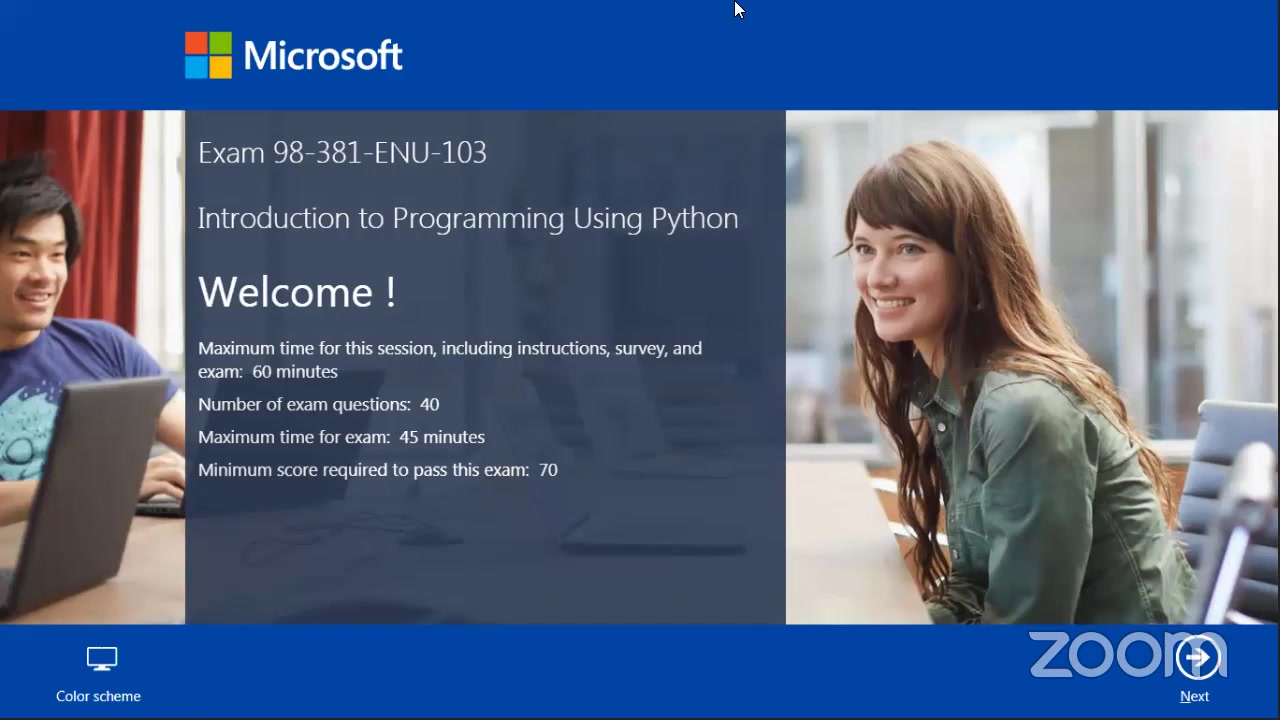 Microsoft
Exam 98-381-ENU-103
Introduction to Programming Using Python
Welcome !
Maximum time for this session, including instructions, survey, and
exam:  60 minutes
Number of exam questions:  40
Maximum time for exam:  45 minutes
Minimum score required to pass this exam:  70
zoom
Color scheme
Next